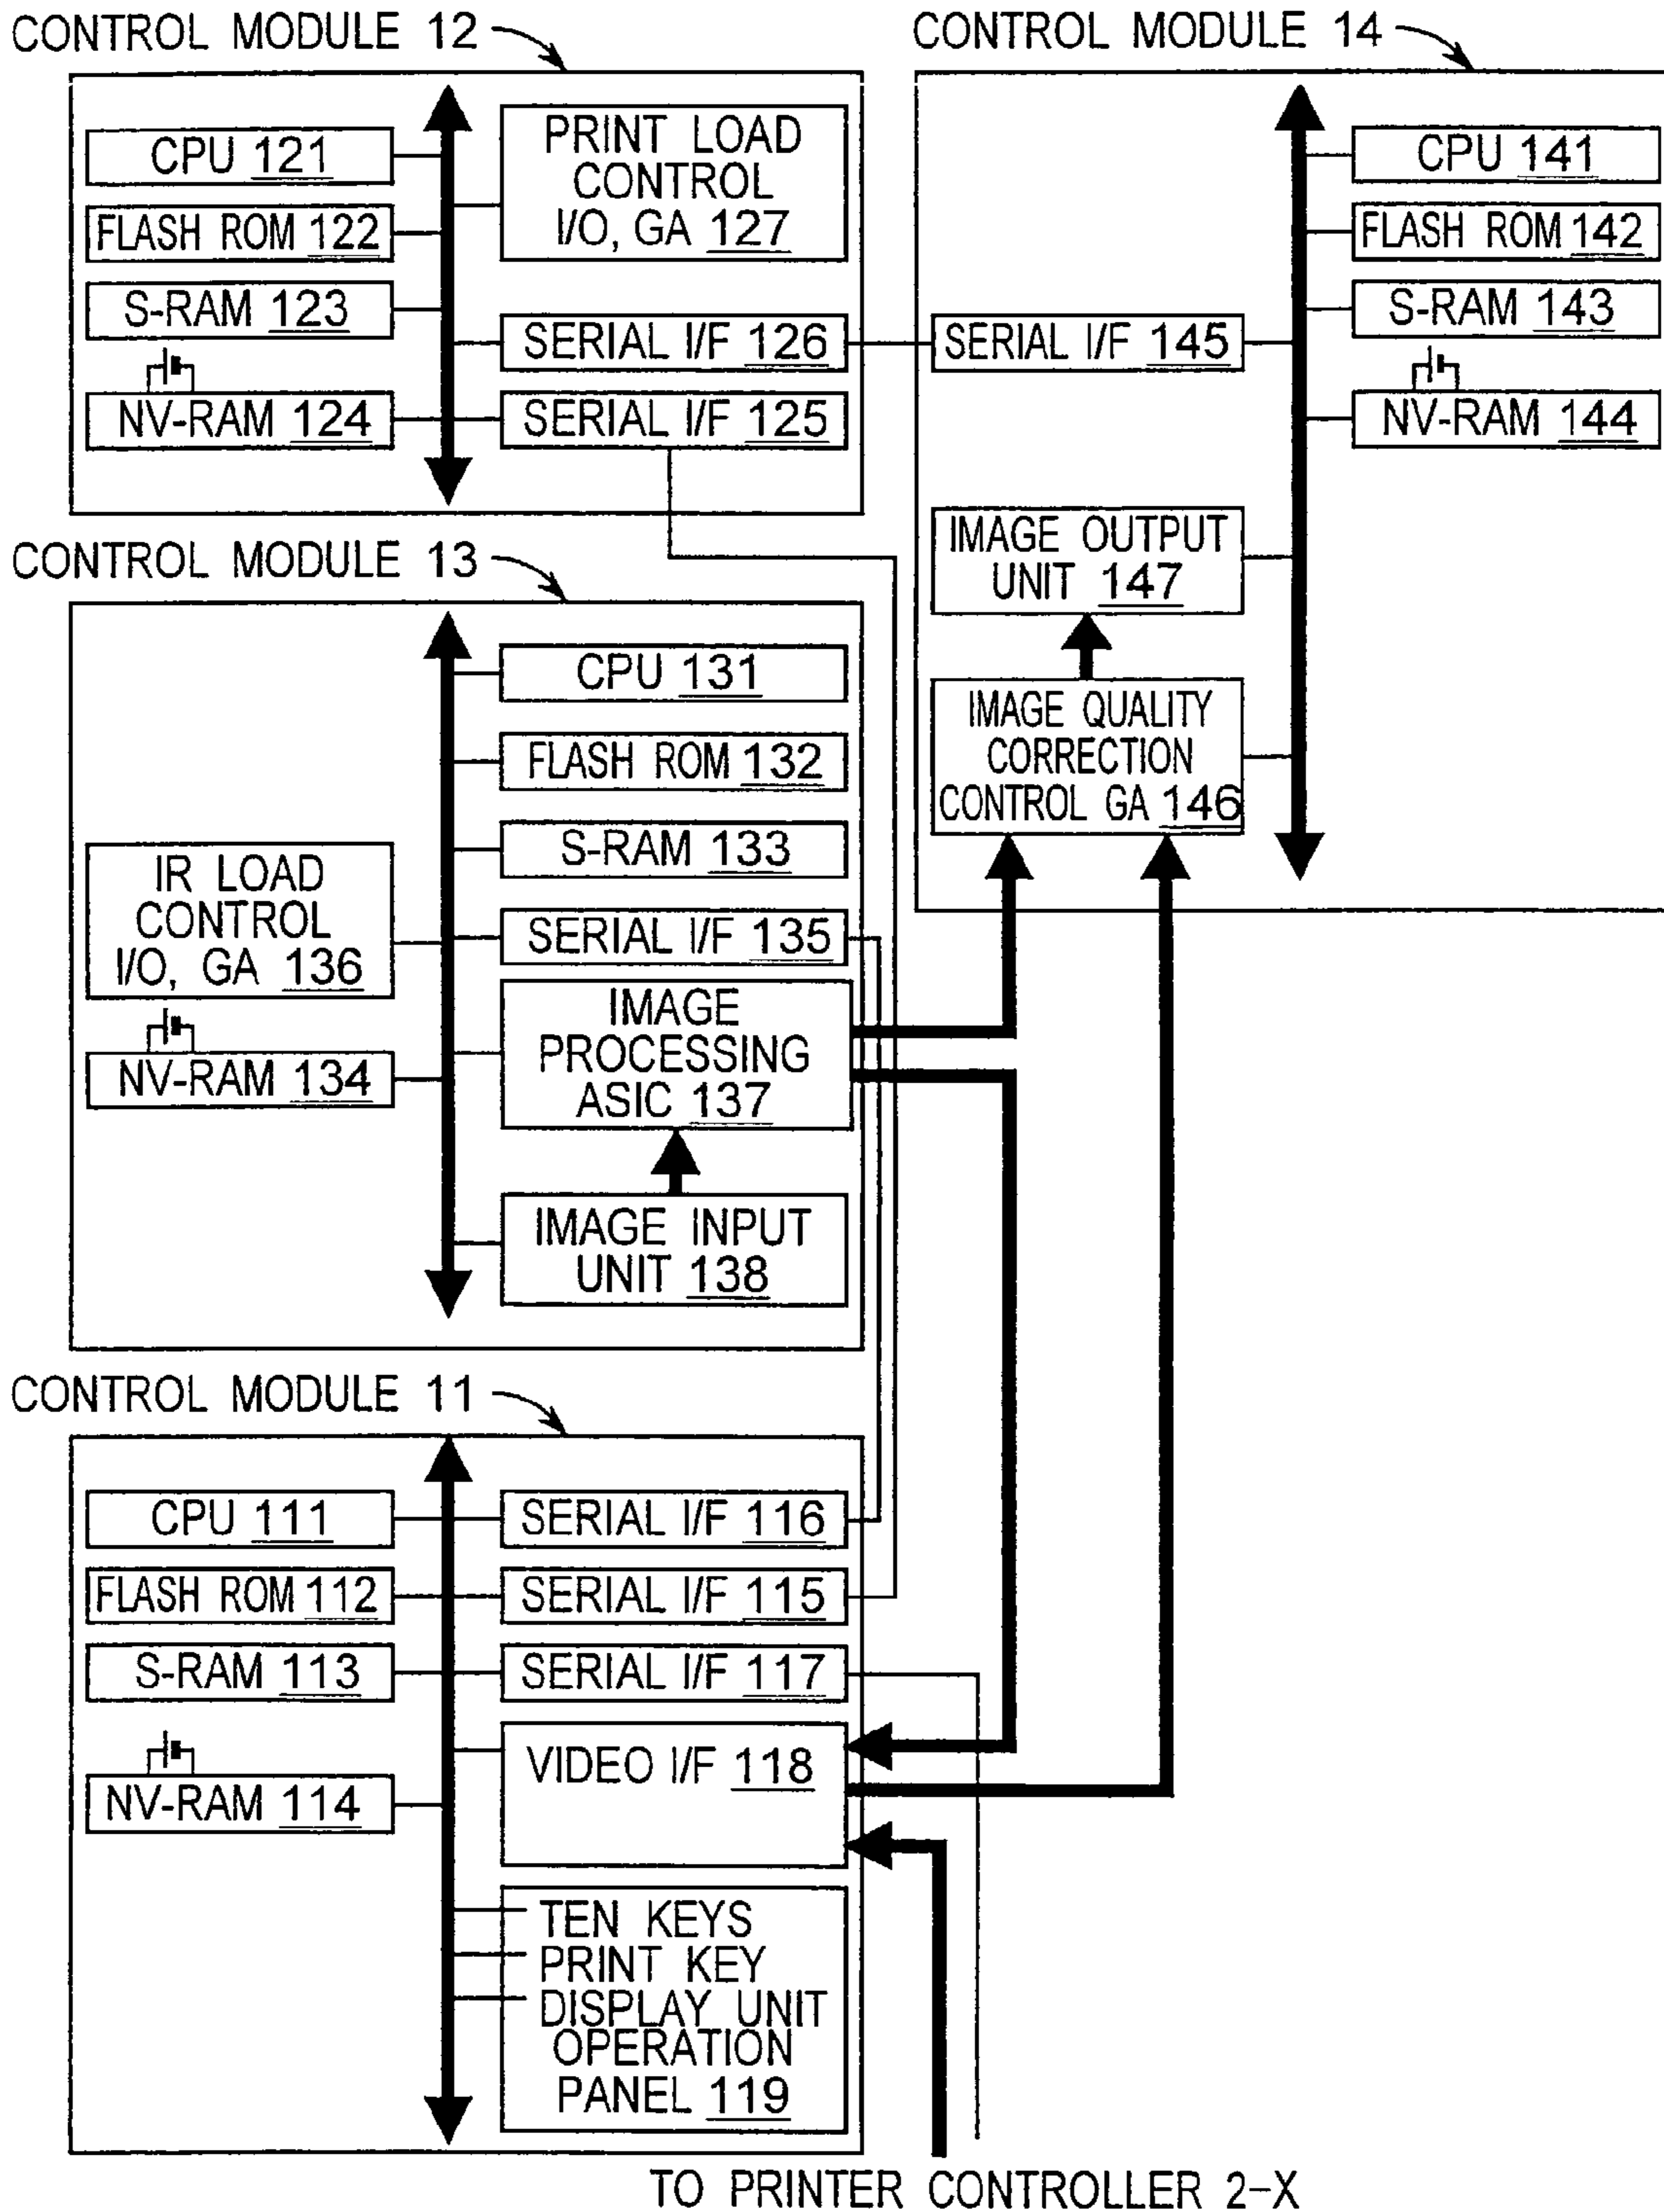 CONTROL MODULE 12
CPU 121
FLASH ROM 122
S-RAM 123
NV-RAM 124
PRINT LOAD
CONTROL
I/O, GA 127
SERIAL I/F 126
SERIAL I/F 125
CONTROL MODULE 14
CPU 141
FLASH ROM 142
S-RAM 143
NV-RAM 144
SERIAL I/F 145
IMAGE OUTPUT
UNIT 147
IMAGE QUALITY
CORRECTION
CONTROL GA 146
CONTROL MODULE 13
CPU 131
FLASH ROM 132
S-RAM 133
SERIAL I/F 135
IR LOAD
CONTROL
I/O, GA 136
NV-RAM 134
IMAGE
PROCESSING
ASIC 137
IMAGE INPUT
UNIT 138
CONTROL MODULE 11
CPU 111
FLASH ROM 112
S-RAM 113
NV-RAM 114
SERIAL I/F 116
SERIAL I/F 115
SERIAL I/F 117
VIDEO I/F 118
TEN KEYS
PRINT KEY
DISPLAY UNIT
OPERATION
PANEL 119
TO PRINTER CONTROLLER 2-X